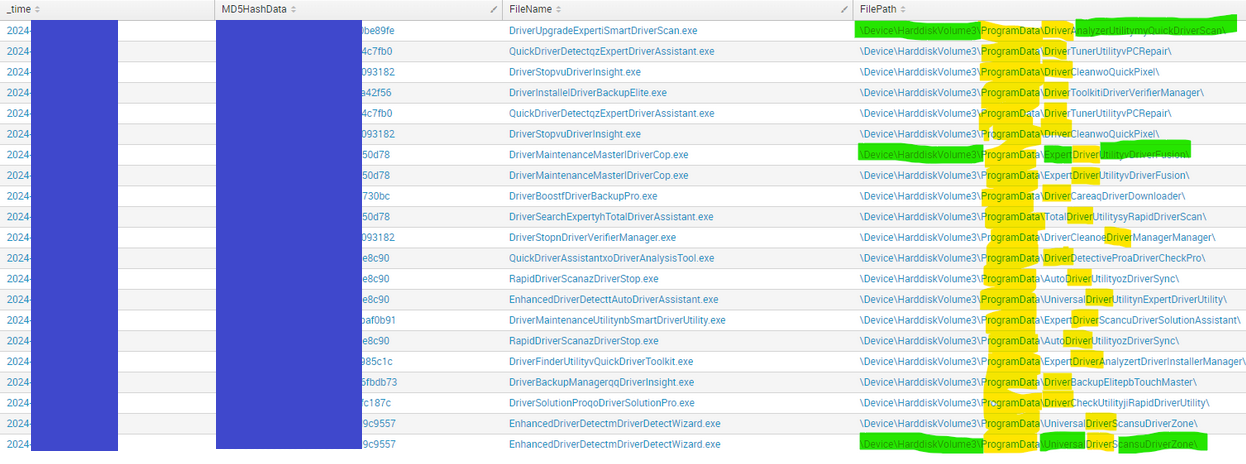 _time MD5HashData FileName FilePath
2024- 0be89fe DriverUpgradeExpertiSmartDriverScan.exe \Device\HarddiskVolume3\ProgramData\DriverAnalyzerUtilitymyQuickDriverScan\
2024- 4c7fb0 QuickDriverDetectqzExpertDriverAssistant.exe \Device\HarddiskVolume3\ProgramData\DriverTunerUtilityvPCRepair\
2024- 093182 DriverStopvuDriverInsight.exe \Device\HarddiskVolume3\ProgramData\DriverCleanwoQuickPixel\
2024- a42f56 DriverInstallelDriverBackupElite.exe \Device\HarddiskVolume3\ProgramData\DriverToolkitiDriverVerifierManager\
2024- 4c7fb0 QuickDriverDetectqzExpertDriverAssistant.exe \Device\HarddiskVolume3\ProgramData\DriverTunerUtilityvPCRepair\
2024- 093182 DriverStopvuDriverInsight.exe \Device\HarddiskVolume3\ProgramData\DriverCleanwoQuickPixel\
2024- 50d78 DriverMaintenanceMasterlDriverCop.exe \Device\HarddiskVolume3\ProgramData\ExpertDriverUtilityvDriverFusion\
2024- 50d78 DriverMaintenanceMasterlDriverCop.exe \Device\HarddiskVolume3\ProgramData\ExpertDriverUtilityvDriverFusion\
2024- 730bc DriverBoostfDriverBackupPro.exe \Device\HarddiskVolume3\ProgramData\DriverCareaqDriverDownloader\
2024- 50d78 DriverSearchExpertyhTotalDriverAssistant.exe \Device\HarddiskVolume3\ProgramData\TotalDriverUtilitysyRapidDriverScan\
2024- 093182 DriverStopnDriverVerifierManager.exe \Device\HarddiskVolume3\ProgramData\DriverCleanoeDriverManagerManager\
2024- e8c90 QuickDriverAssistantxoDriverAnalysisTool.exe \Device\HarddiskVolume3\ProgramData\DriverDetectiveProaDriverCheckPro\
2024- e8c90 RapidDriverScanazDriverStop.exe \Device\HarddiskVolume3\ProgramData\AutoDriverUtilityozDriverSync\
2024- e8c90 EnhancedDriverDetecttAutoDriverAssistant.exe \Device\HarddiskVolume3\ProgramData\UniversalDriverUtilitynExpertDriverUtility\
2024- baf0b91 DriverMaintenanceUtilitynbSmartDriverUtility.exe \Device\HarddiskVolume3\ProgramData\ExpertDriverScancuDriverSolutionAssistant\
2024- e8c90 RapidDriverScanazDriverStop.exe \Device\HarddiskVolume3\ProgramData\AutoDriverUtilityozDriverSync\
2024- 985c1c DriverFinderUtilityvQuickDriverToolkit.exe \Device\HarddiskVolume3\ProgramData\ExpertDriverAnalyzertDriverInstallerManager\
2024- 5fbdb73 DriverBackupManagerqqDriverInsight.exe \Device\HarddiskVolume3\ProgramData\DriverBackupElitepbTouchMaster\
2024- fc187c DriverSolutionProqoDriverSolutionPro.exe \Device\HarddiskVolume3\ProgramData\DriverCheckUtilityjiRapidDriverUtility\
2024- 9c9557 EnhancedDriverDetectmDriverDetectWizard.exe \Device\HarddiskVolume3\ProgramData\UniversalDriverScansuDriverZone\
2024- 9c9557 EnhancedDriverDetectmDriverDetectWizard.exe \Device\HarddiskVolume3\ProgramData\UniversalDriverScansuDriverZone\